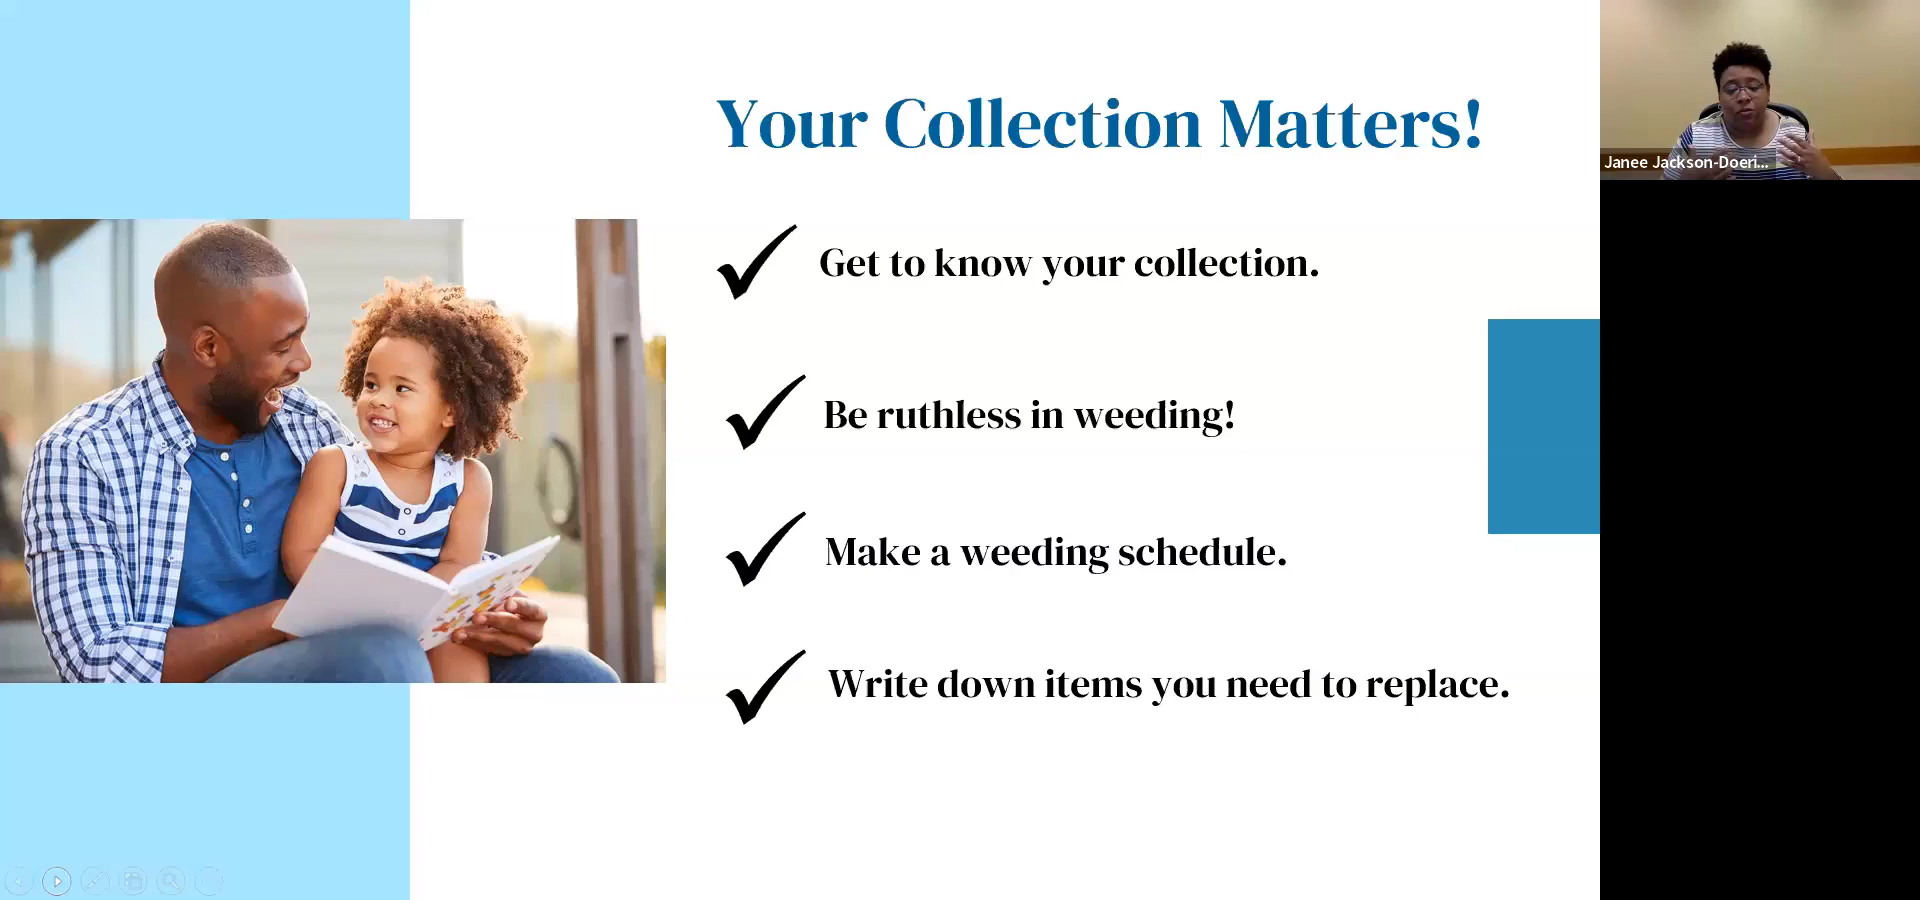 Your Collection Matters!
Janee Jackson-Doeri...
Get to know your collection.
Be ruthless in weeding!
Make a weeding schedule.
Write down items you need to replace.